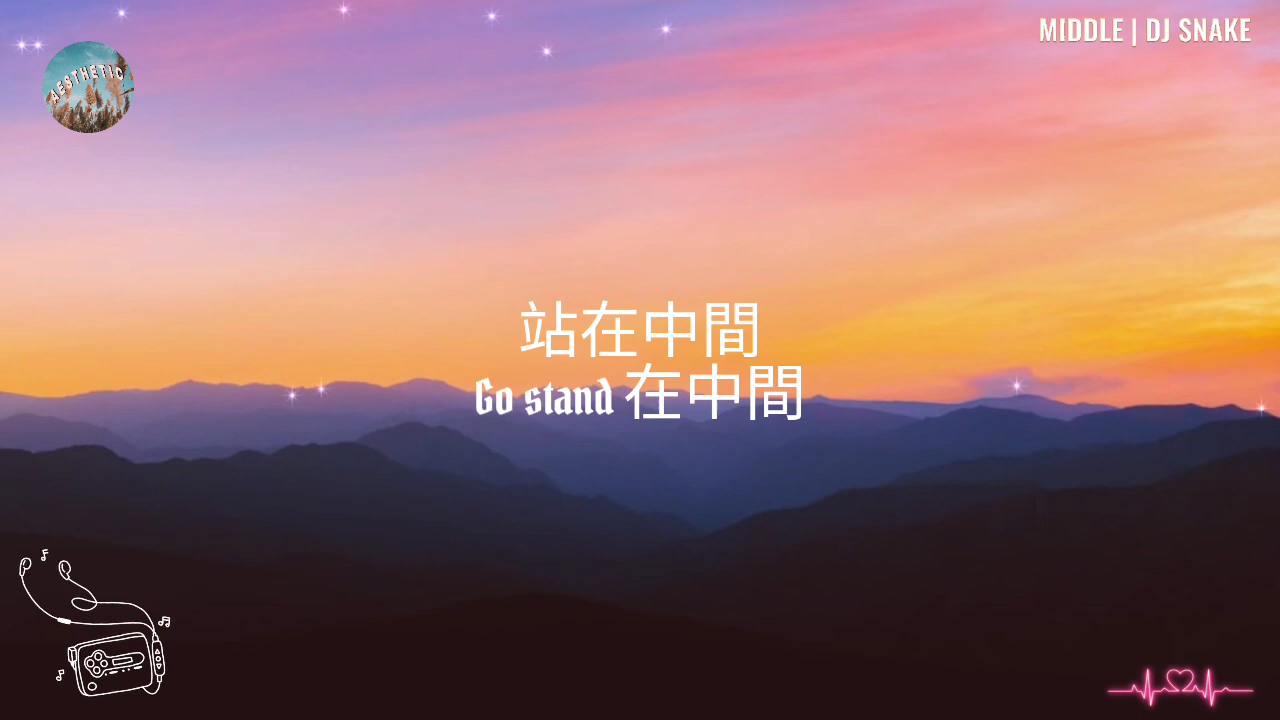 MIDDLE | DJ SNAKE
AESTHETIC
站在中間
Go stand 在中間